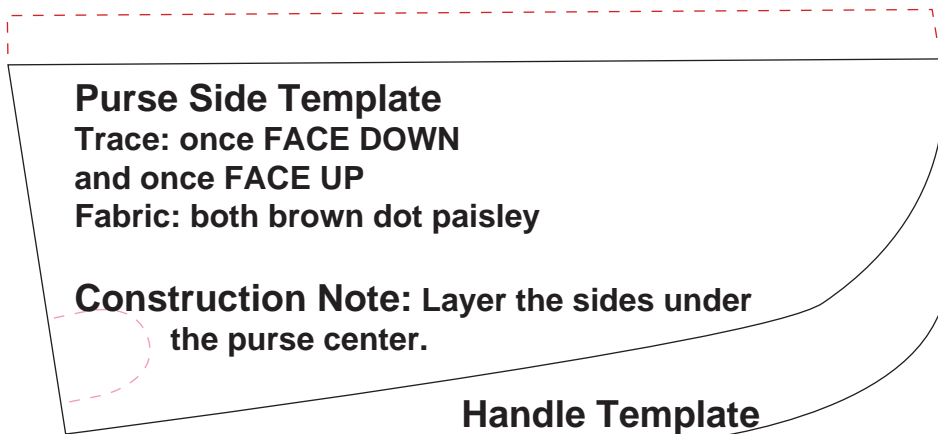 Purse Side Template
Trace: once FACE DOWN
and once FACE UP
Fabric: both brown dot paisley
Construction Note: Layer the sides under
the purse center.
Handle Template